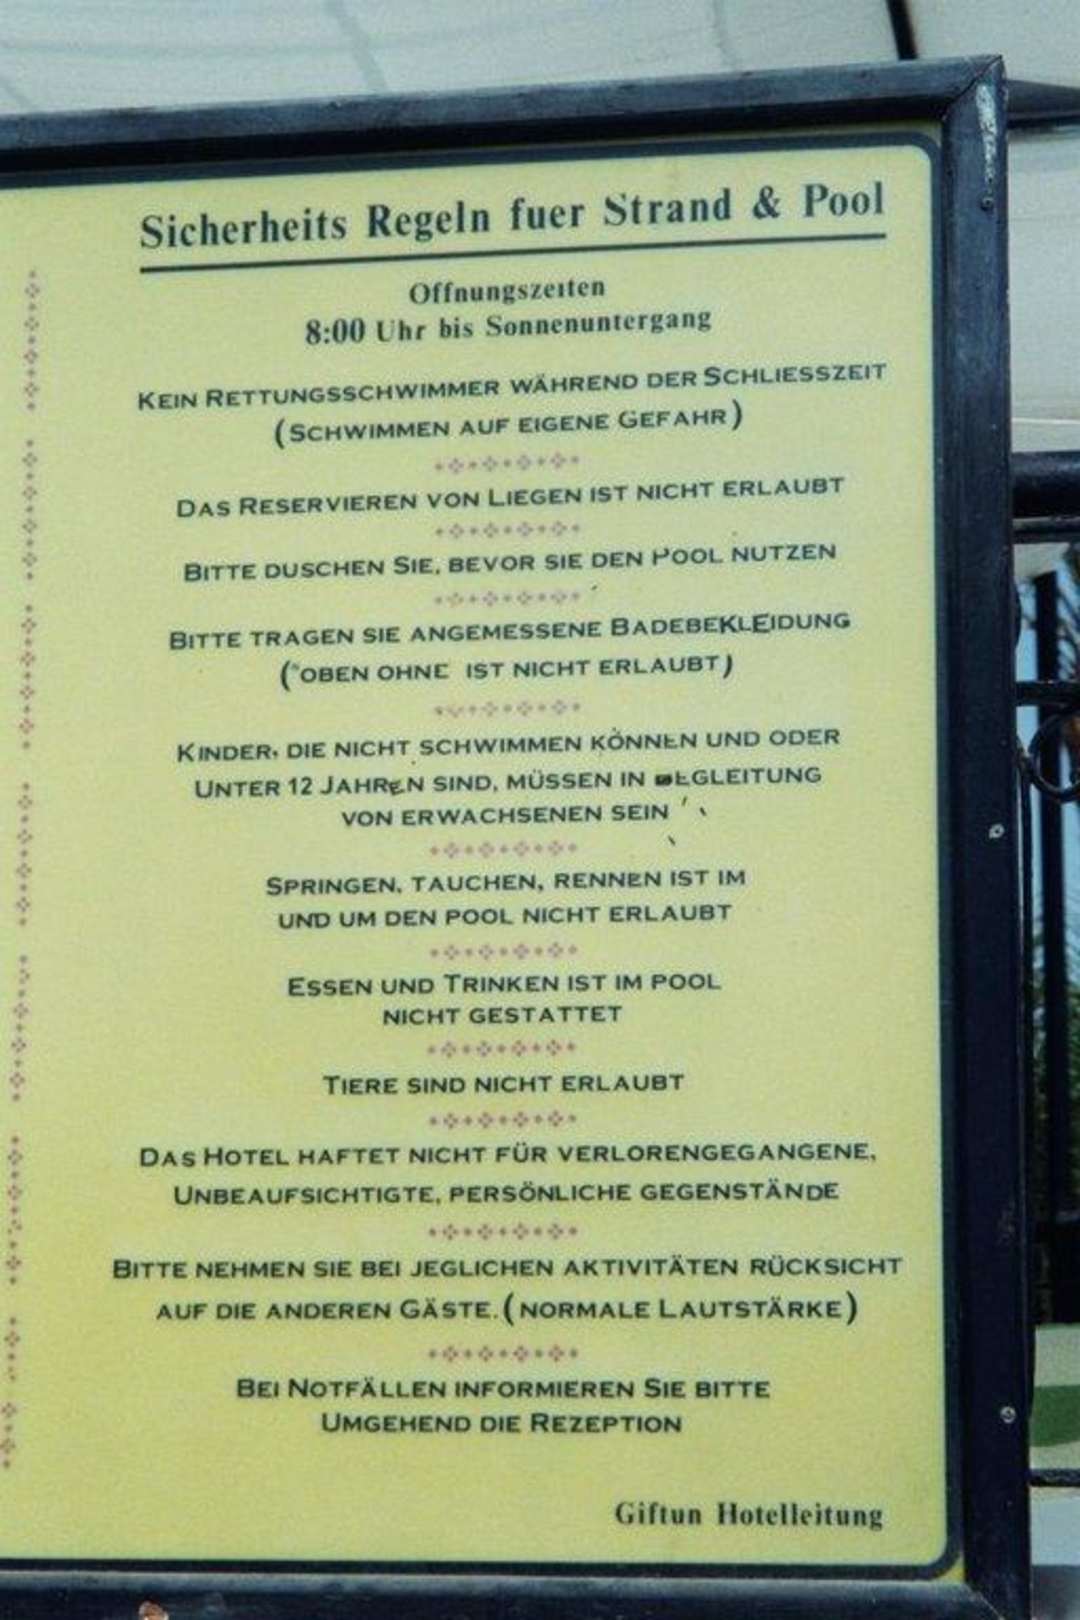 Sicherheits Regeln fuer Strand & Pool
Offnungszeiten
8:00 Uhr bis Sonnenuntergang
KEIN RETTUNGSSCHWIMMER WÄHREND DER SCHLIESSZEIT
(SCHWIMMEN AUF EIGENE GEFAHR)
DAS RESERVIEREN VON LIEGEN IST NICHT ERLAUBT
BITTE DUSCHEN SIE, BEVOR SIE DEN POOL NUTZEN
BITTE TRAGEN SIE ANGEMESSENE BADEBEKLEIDUNG
("OBEN OHNE IST NICHT ERLAUBT)
KINDER, DIE NICHT SCHWIMMEN KÖNNEN UND ODER
UNTER 12 JAHREN SIND, MÜSSEN IN BEGLEITUNG
VON ERWACHSENEN SEIN
SPRINGEN, TAUCHEN, RENNEN IST IM
UND UM DEN POOL NICHT ERLAUBT
ESSEN UND TRINKEN IST IM POOL
NICHT GESTATTET
TIERE SIND NICHT ERLAUBT
DAS HOTEL HAFTET NICHT FÜR VERLORENGEGANGENE,
UNBEAUFSICHTIGTE, PERSÖNLICHE GEGENSTÄNDE
BITTE NEHMEN SIE BEI JEGLICHEN AKTIVITÄTEN RÜCKSICHT
AUF DIE ANDEREN GÄSTE. (NORMALE LAUTSTÄRKE)
BEI NOTFÄLLEN INFORMIEREN SIE BITTE
UMGEHEND DIE REZEPTION
Giftun Hotelleitung